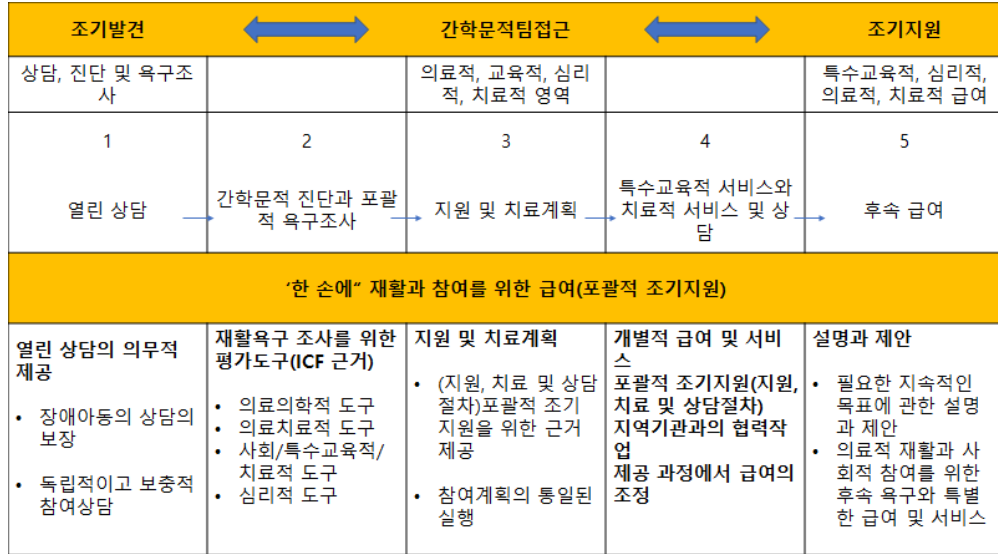 조기발견
간학문적팀접근
조기지원
상담, 진단 및 욕구조
사
의료적, 교육적, 심리
적, 치료적 영역
특수교육적, 심리적,
의료적, 치료적 급여
1
2
3
4
5
열린 상담
간학문적 진단과 포괄
적 욕구조사
지원 및 치료계획
특수교육적 서비스와
치료적 서비스 및 상
담
후속 급여
‘한 손에“ 재활과 참여를 위한 급여(포괄적 조기지원)
열린 상담의 의무적
제공
• 장애아동의 상담의
보장
• 독립적이고 보충적
참여상담
재활욕구 조사를 위한
평가도구(ICF 근거)
• 의료의학적 도구
• 의료치료적 도구
• 사회/특수교육적/
치료적 도구
• 심리적 도구
지원 및 치료계획
• (지원, 치료 및 상담
절차)포괄적 조기
지원을 위한 근거
제공
• 참여계획의 통일된
실행
개별적 급여 및 서비
스
포괄적 조기지원(지원,
치료 및 상담절차)
지역기관과의 협력작
업
제공 과정에서 급여의
조정
설명과 제안
• 필요한 지속적인
목표에 관한 설명
과 제안
• 의료적 재활과 사
회적 참여를 위한
후속 욕구와 특별
한 급여 및 서비스